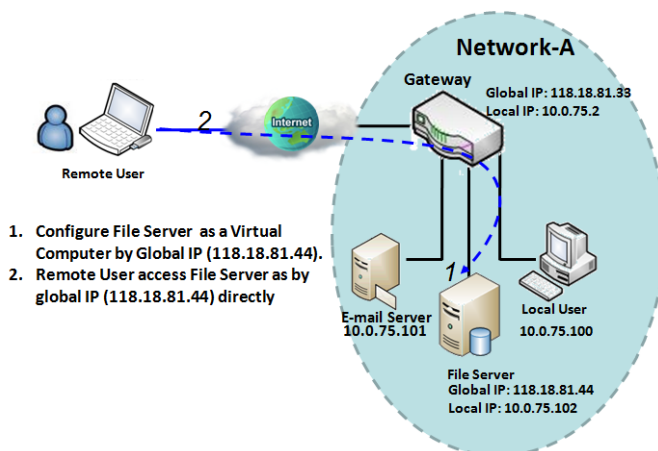 Network-A
Gateway
Global IP: 118.18.81.33
Local IP: 10.0.75.2
2
Internet
Remote User
1. Configure File Server as a Virtual
Computer by Global IP (118.18.81.44).
2. Remote User access File Server as by
global IP (118.18.81.44) directly
1
E-mail Server
10.0.75.101
Local User
10.0.75.100
File Server
Global IP: 118.18.81.44
Local IP: 10.0.75.102